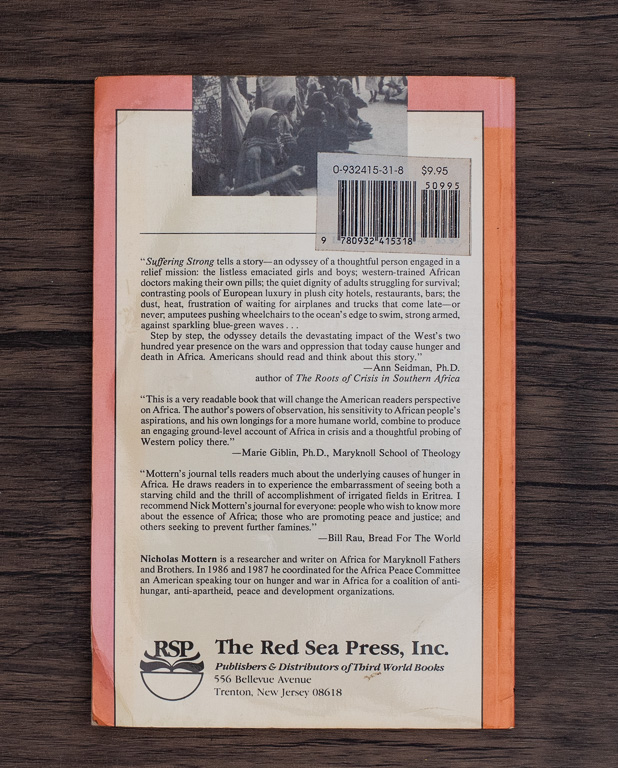 0-932415-31-8 $9.95
50995
9 780932 415318
"Suffering Strong tells a story—an odyssey of a thoughtful person engaged in a
relief mission: the listless emaciated girls and boys; western-trained African
doctors making their own pills; the quiet dignity of adults struggling for survival;
contrasting pools of European luxury in plush city hotels, restaurants, bars; the
dust, heat, frustration of waiting for airplanes and trucks that come late—or
never; amputees pushing wheelchairs to the ocean's edge to swim, strong armed,
against sparkling blue-green waves . . .
Step by step, the odyssey details the devastating impact of the West's two
hundred year presence on the wars and oppression that today cause hunger and
death in Africa. Americans should read and think about this story."
—Ann Seidman, Ph.D.
author of The Roots of Crisis in Southern Africa
"This is a very readable book that will change the American readers perspective
on Africa. The author's powers of observation, his sensitivity to African people's
aspirations, and his own longings for a more humane world, combine to produce
an engaging ground-level account of Africa in crisis and a thoughtful probing of
Western policy there."
—Marie Giblin, Ph.D., Maryknoll School of Theology
"Mottern's journal tells readers much about the underlying causes of hunger in
Africa. He draws readers in to experience the embarrassment of seeing both a
starving child and the thrill of accomplishment of irrigated fields in Eritrea. I
recommend Nick Mottern's journal for everyone: people who wish to know more
about the essence of Africa; those who are promoting peace and justice; and
others seeking to prevent further famines."
—Bill Rau, Bread For The World
Nicholas Mottern is a researcher and writer on Africa for Maryknoll Fathers
and Brothers. In 1986 and 1987 he coordinated for the Africa Peace Committee
an American speaking tour on hunger and war in Africa for a coalition of anti-
hungar, anti-apartheid, peace and development organizations.
RSP
The Red Sea Press, Inc.
Publishers & Distributors of Third World Books
556 Bellevue Avenue
Trenton, New Jersey 08618